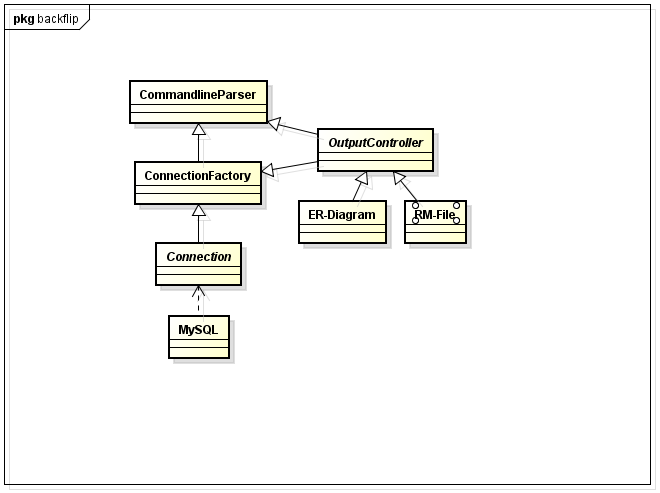 pkg backflip
CommandlineParser
OutputController
ConnectionFactory
ER-Diagram
RM-File
Connection
MySQL